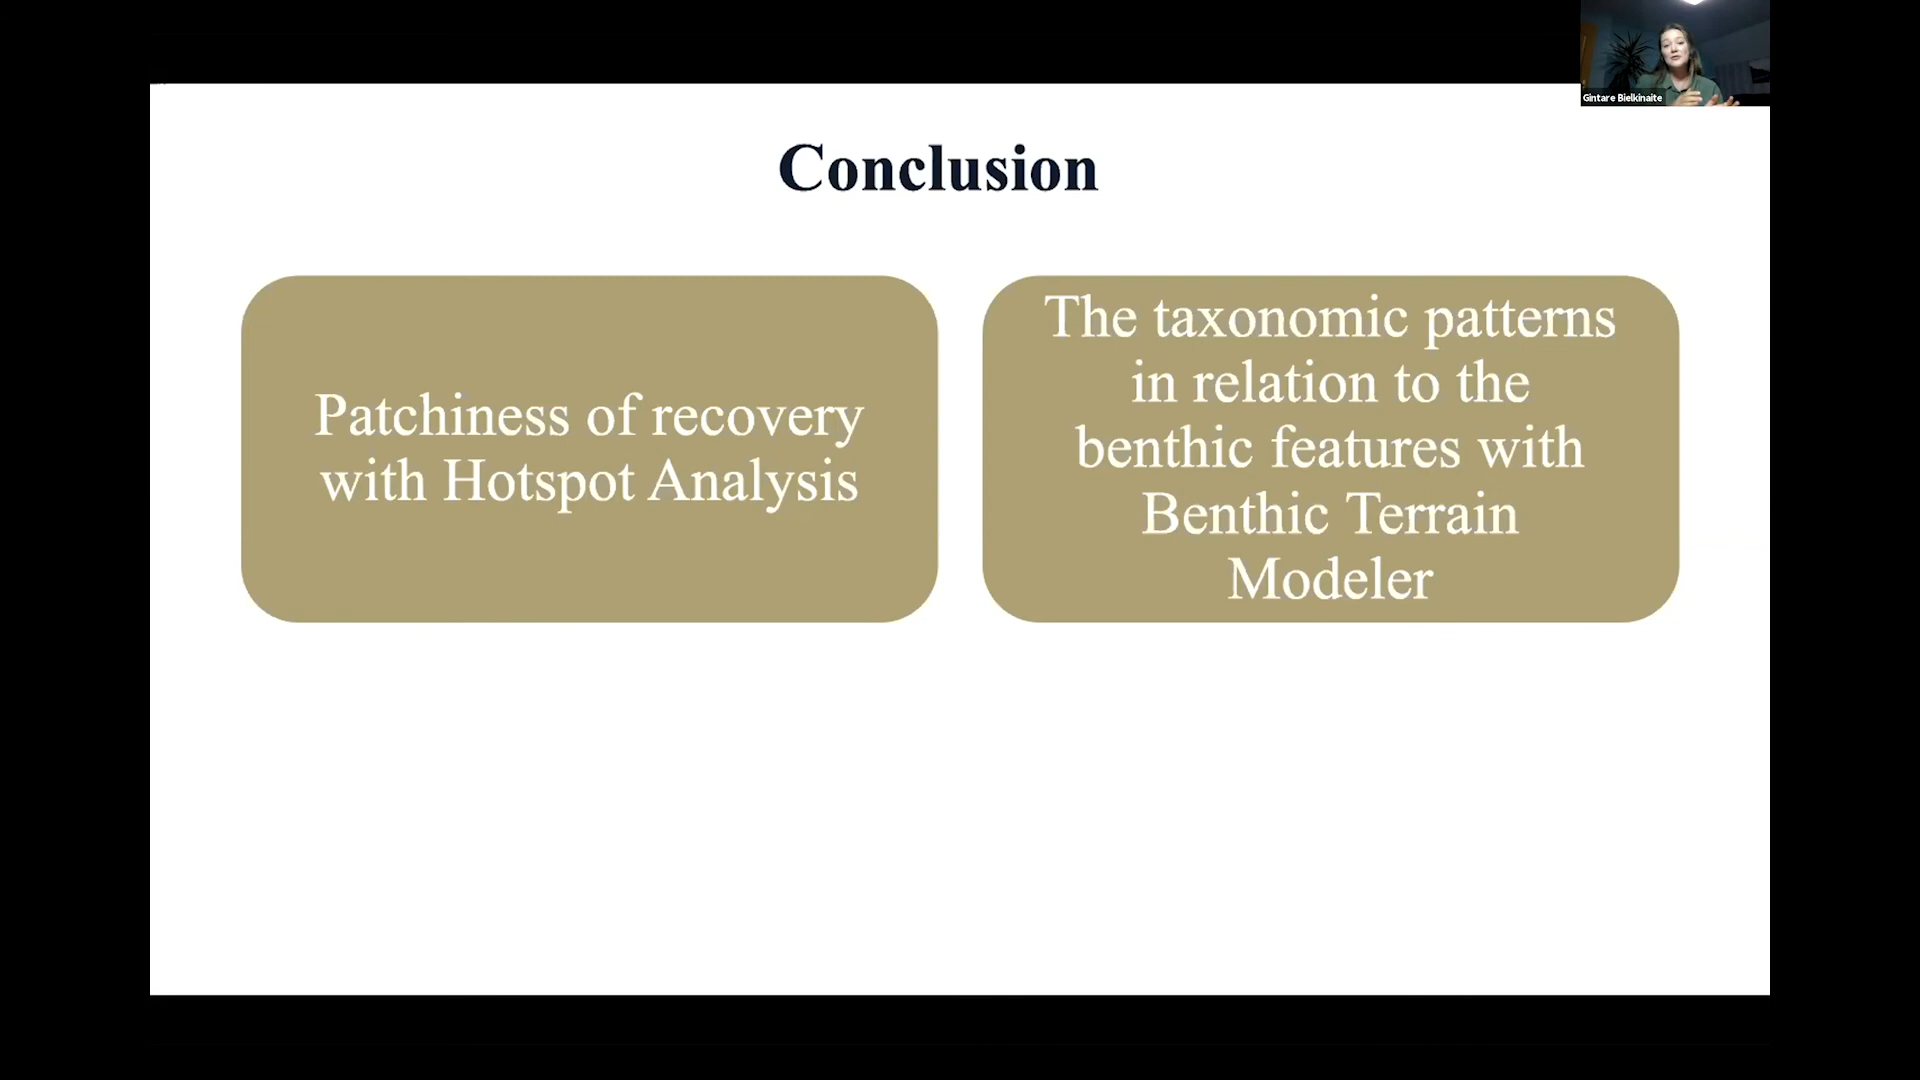 Gintare Bielkinaite
Conclusion
Patchiness of recovery
with Hotspot Analysis
The taxonomic patterns
in relation to the
benthic features with
Benthic Terrain
Modeler